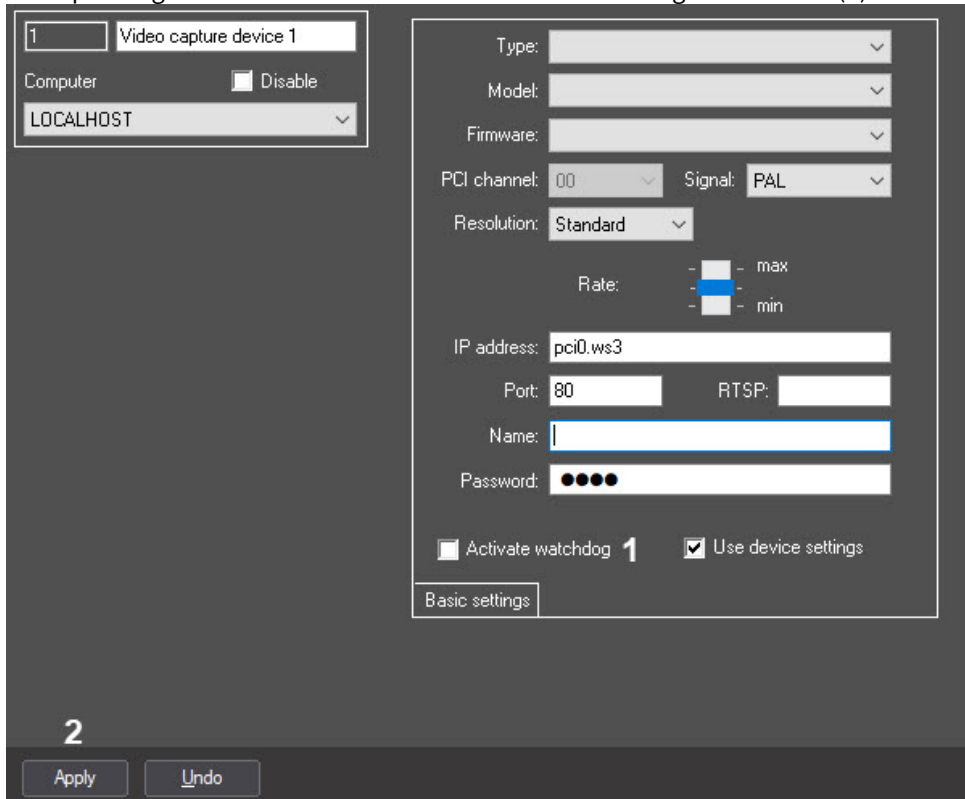 1 Video capture device 1
Computer Disable
LOCALHOST
Type:
Model:
Firmware:
PCI channel: 00 Signal: PAL
Resolution: Standard
Rate: max
min
IP address: pci0.ws3
Port: 80 RTSP:
Name:
Password: ●●●●
Activate watchdog 1 Use device settings
Basic settings
2
Apply Undo